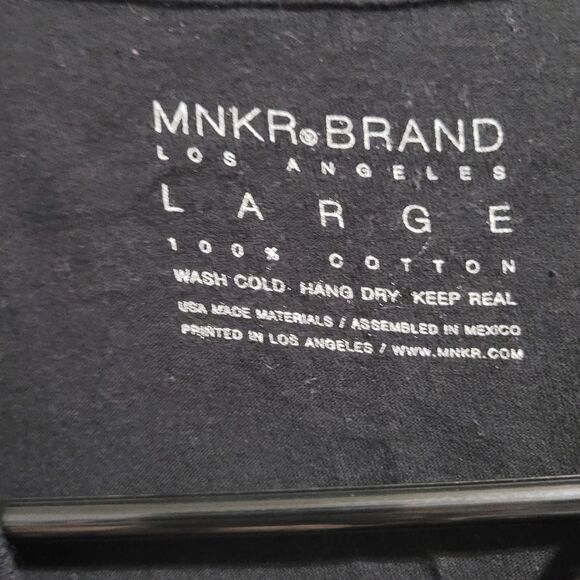 MNKR® BRAND
LOS ANGELES
LARGE
100% COTTON
WASH COLD HANG DRY KEEP REAL
USA MADE MATERIALS / ASSEMBLED IN MEXICO
PRINTED IN LOS ANGELES / WWW.MNKR.COM